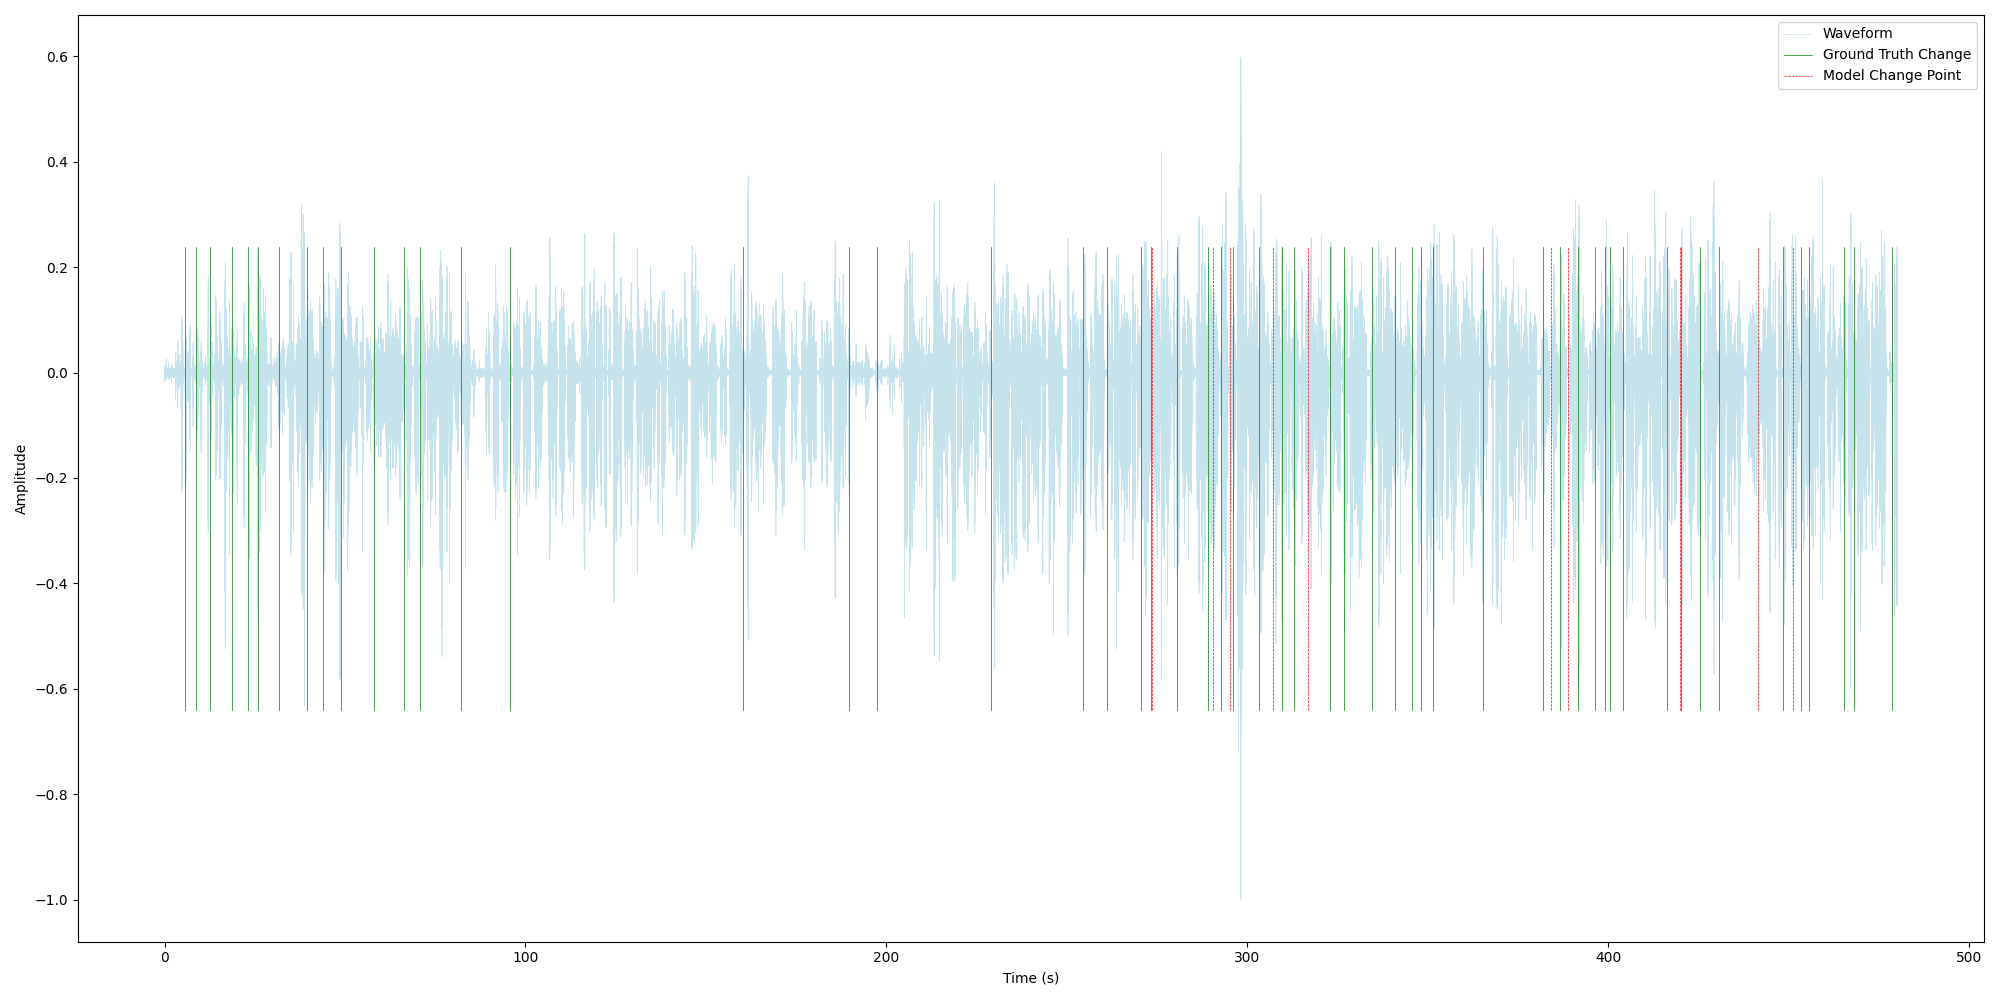 Waveform
Ground Truth Change
Model Change Point
Amplitude
0.6
0.4
0.2
0.0
−0.2
−0.4
−0.6
−0.8
−1.0
0 100 200 300 400 500
Time (s)